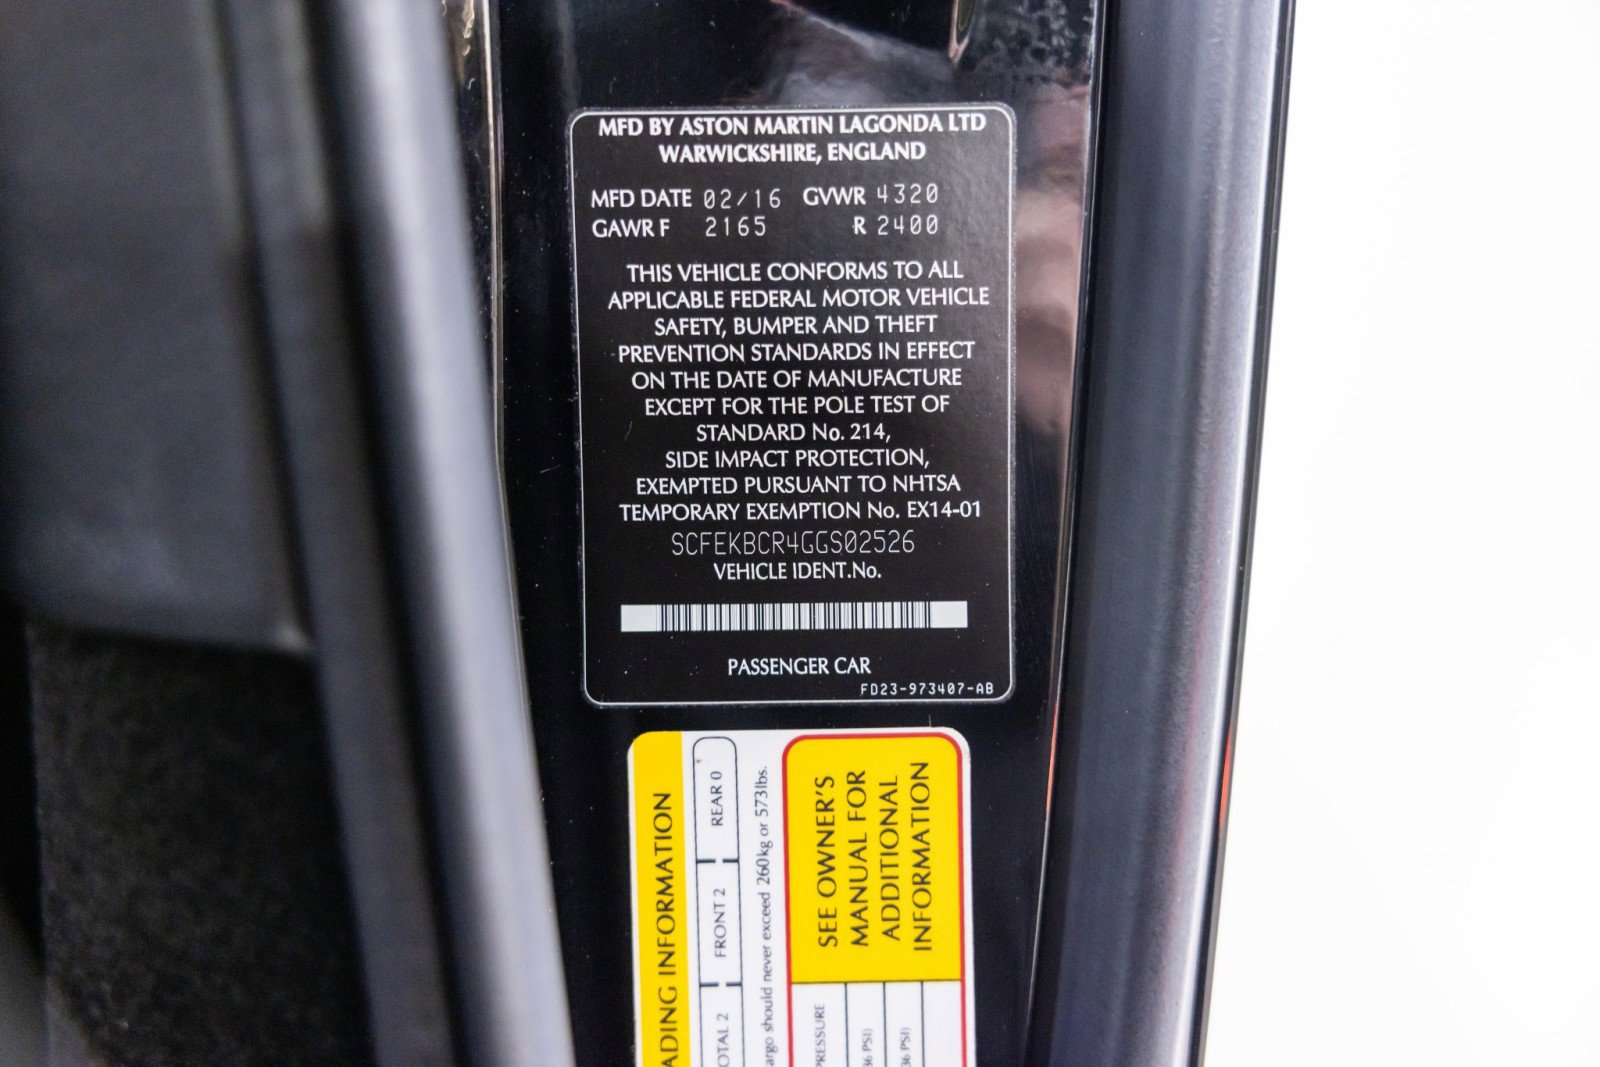 MFD BY ASTON MARTIN LAGONDA LTD
WARWICKSHIRE, ENGLAND
MFD DATE 02/16 GVWR 4320
GAWR F 2165 R 2400
THIS VEHICLE CONFORMS TO ALL
APPLICABLE FEDERAL MOTOR VEHICLE
SAFETY, BUMPER AND THEFT
PREVENTION STANDARDS IN EFFECT
ON THE DATE OF MANUFACTURE
EXCEPT FOR THE POLE TEST OF
STANDARD No. 214,
SIDE IMPACT PROTECTION,
EXEMPTED PURSUANT TO NHTSA
TEMPORARY EXEMPTION No. EX14-01
SCFEKBCR4GGS02526
VEHICLE IDENT.No.
PASSENGER CAR
FD23-973407-AB
ADING INFORMATION
OTAL 2 FRONT 2 REAR 0
argo should never exceed 260kg or 573lbs.
SEE OWNER'S
MANUAL FOR
ADDITIONAL
INFORMATION
PRESSURE
36 PSI)
36 PSI)